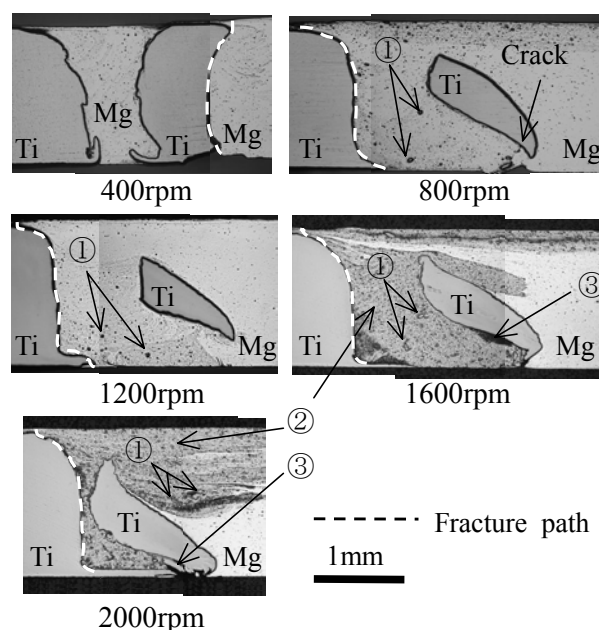 Ti Mg Ti Mg
400rpm
① Ti Crack
Ti Mg
800rpm
① Ti
Ti Mg
1200rpm
① Ti ③
Ti Mg
1600rpm
②
① ③
Ti
Ti Mg
2000rpm
Fracture path
1mm